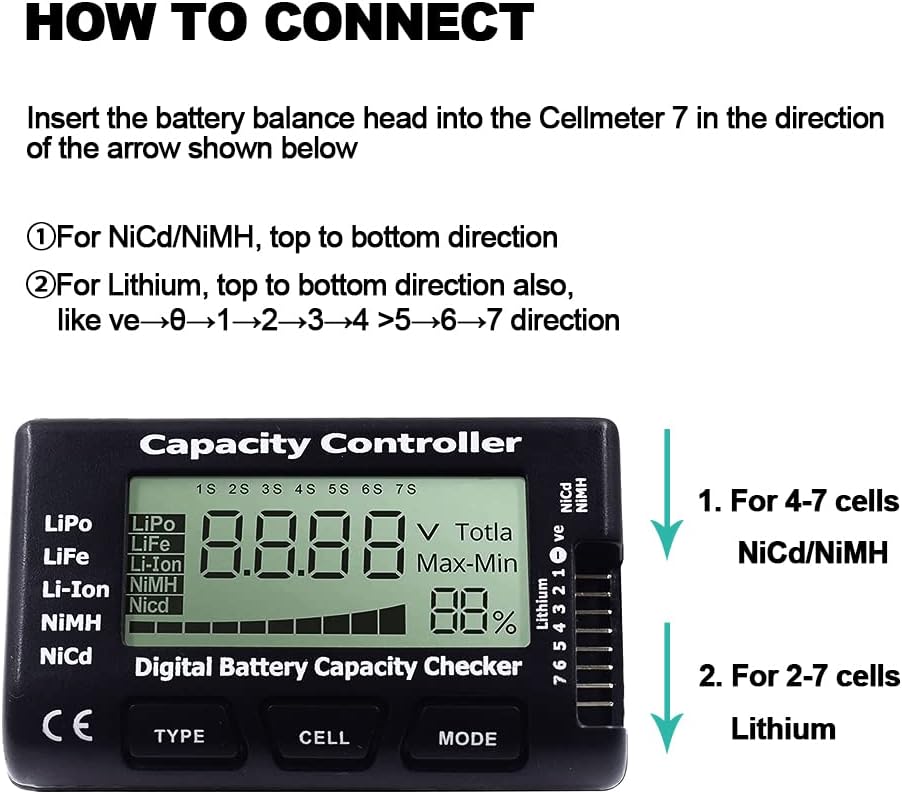 HOW TO CONNECT
Insert the battery balance head into the Cellmeter 7 in the direction
of the arrow shown below
①For NiCd/NiMH, top to bottom direction
②For Lithium, top to bottom direction also,
like ve→θ→1→2→3→4 >5→6→7 direction
Capacity Controller
1S 2S 3S 4S 5S 6S 7S
LiPo
LiFe
Li-Ion
NiMH
NiCd
LiPo
LiFe
Li-Ion
NiMH
Nicd
8.8.8.8 V Totla
Max-Min
88%
Digital Battery Capacity Checker
CE
TYPE
CELL
MODE
NiCd
NiMH
Lithium
7 6 5 4 3 2 1 ⊖ ve
1. For 4-7 cells
NiCd/NiMH
2. For 2-7 cells
Lithium